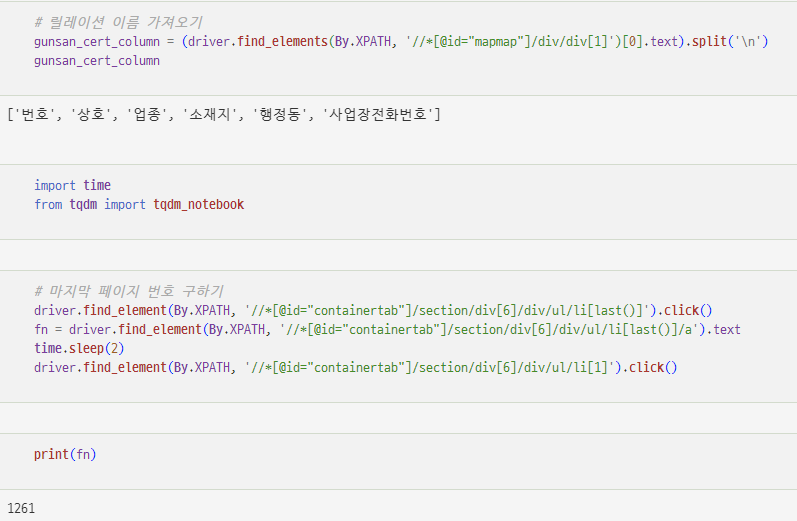 # 릴레이션 이름 가져오기
gunsan_cert_column = (driver.find_elements(By.XPATH, '//*[@id="mapmap"]/div/div[1]')[0].text).split('\n')
gunsan_cert_column
['번호', '상호', '업종', '소재지', '행정동', '사업장전화번호']
import time
from tqdm import tqdm_notebook
# 마지막 페이지 번호 구하기
driver.find_element(By.XPATH, '//*[@id="containertab"]/section/div[6]/div/ul/li[last()]').click()
fn = driver.find_element(By.XPATH, '//*[@id="containertab"]/section/div[6]/div/ul/li[last()]/a').text
time.sleep(2)
driver.find_element(By.XPATH, '//*[@id="containertab"]/section/div[6]/div/ul/li[1]').click()
print(fn)
1261